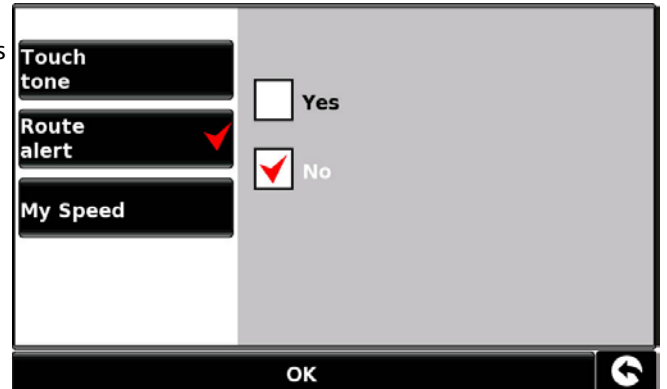 s
Touch
tone
Route
alert
My Speed
Yes
No
OK